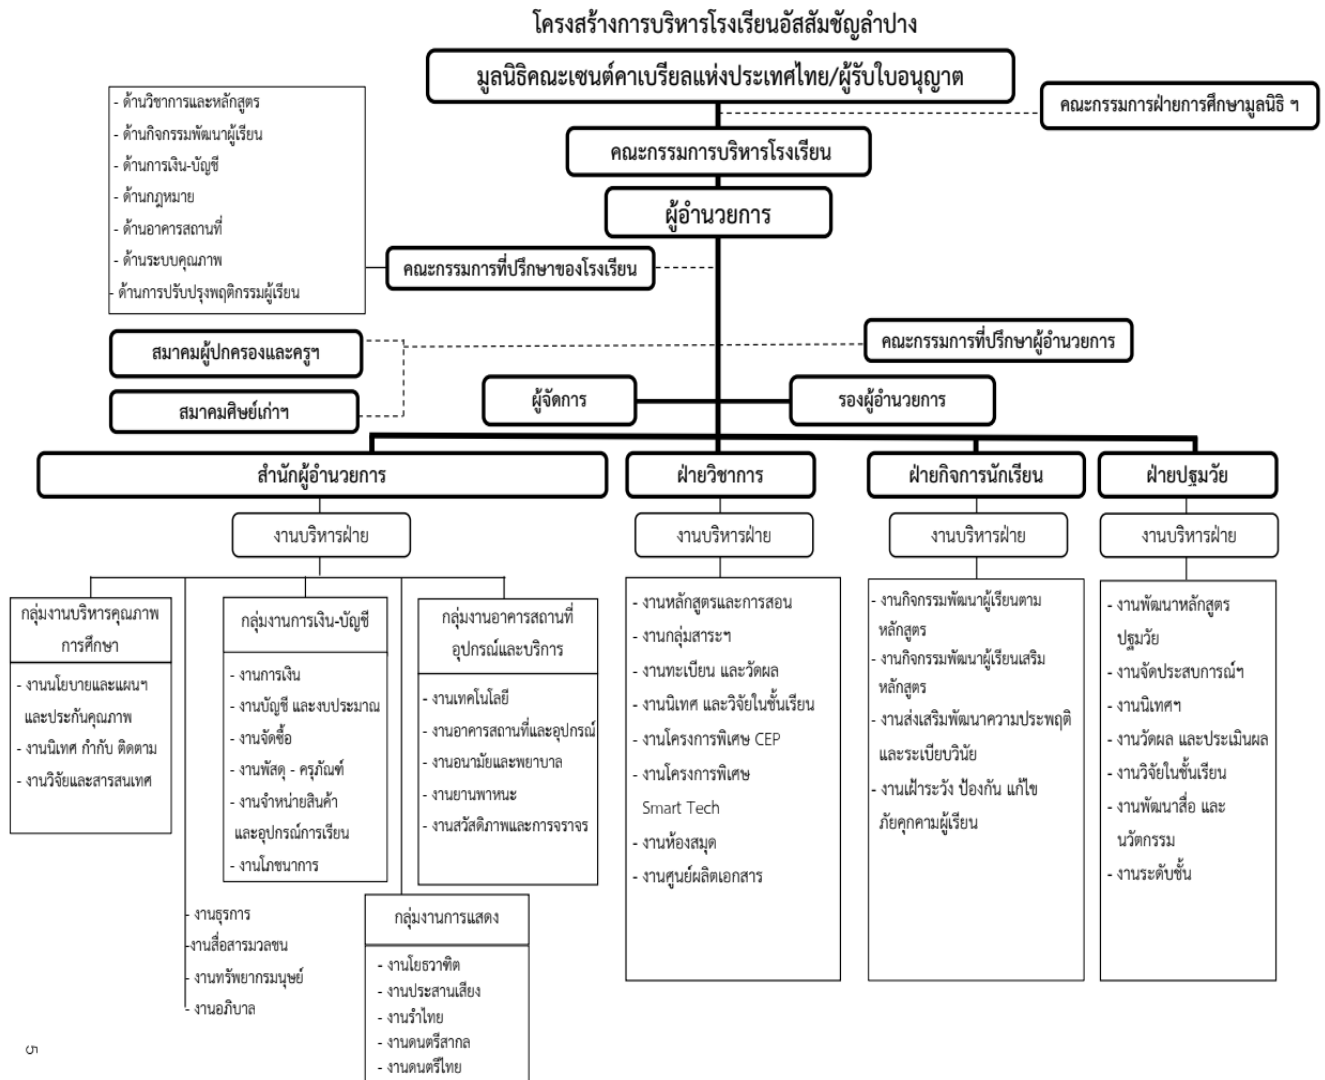 โครงสร้างการบริหารโรงเรียนอัสสัมชัญลำปาง
มูลนิธิคณะเซนต์คาเบรียลแห่งประเทศไทย/ผู้รับใบอนุญาต
คณะกรรมการฝ่ายการศึกษามูลนิธิ ฯ
คณะกรรมการบริหารโรงเรียน
ผู้อำนวยการ
- ด้านวิชาการและหลักสูตร
- ด้านกิจกรรมพัฒนาผู้เรียน
- ด้านการเงิน-บัญชี
- ด้านกฎหมาย
- ด้านอาคารสถานที่
- ด้านระบบคุณภาพ
- ด้านการปรับปรุงพฤติกรรมผู้เรียน
คณะกรรมการที่ปรึกษาของโรงเรียน
สมาคมผู้ปกครองและครูฯ
คณะกรรมการที่ปรึกษาผู้อำนวยการ
สมาคมศิษย์เก่าฯ
ผู้จัดการ
รองผู้อำนวยการ
สำนักผู้อำนวยการ
ฝ่ายวิชาการ
ฝ่ายกิจการนักเรียน
ฝ่ายปฐมวัย
งานบริหารฝ่าย
งานบริหารฝ่าย
งานบริหารฝ่าย
งานบริหารฝ่าย
กลุ่มงานบริหารคุณภาพ
การศึกษา
- งานนโยบายและแผนฯ
และประกันคุณภาพ
- งานนิเทศ กำกับ ติดตาม
- งานวิจัยและสารสนเทศ
กลุ่มงานการเงิน-บัญชี
- งานการเงิน
- งานบัญชี และงบประมาณ
- งานจัดซื้อ
- งานพัสดุ - ครุภัณฑ์
- งานจำหน่ายสินค้า
และอุปกรณ์การเรียน
- งานโภชนาการ
กลุ่มงานอาคารสถานที่
อุปกรณ์และบริการ
- งานเทคโนโลยี
- งานอาคารสถานที่และอุปกรณ์
- งานอนามัยและพยาบาล
- งานยานพาหนะ
- งานสวัสดิภาพและการจราจร
- งานหลักสูตรและการสอน
- งานกลุ่มสาระฯ
- งานทะเบียน และวัดผล
- งานนิเทศ และวิจัยในชั้นเรียน
- งานโครงการพิเศษ CEP
- งานโครงการพิเศษ
Smart Tech
- งานห้องสมุด
- งานศูนย์ผลิตเอกสาร
- งานกิจกรรมพัฒนาผู้เรียนตาม
หลักสูตร
- งานกิจกรรมพัฒนาผู้เรียนเสริม
หลักสูตร
- งานส่งเสริมพัฒนาความประพฤติ
และระเบียบวินัย
- งานเฝ้าระวัง ป้องกัน แก้ไข
ภัยคุกคามผู้เรียน
- งานพัฒนาหลักสูตร
ปฐมวัย
- งานจัดประสบการณ์ฯ
- งานนิเทศฯ
- งานวัดผล และประเมินผล
- งานวิจัยในชั้นเรียน
- งานพัฒนาสื่อ และ
นวัตกรรม
- งานระดับชั้น
- งานธุรการ
-งานสื่อสารมวลชน
- งานทรัพยากรมนุษย์
- งานอภิบาล
กลุ่มงานการแสดง
- งานโยธวาทิต
- งานประสานเสียง
- งานรำไทย
- งานดนตรีสากล
- งานดนตรีไทย
5